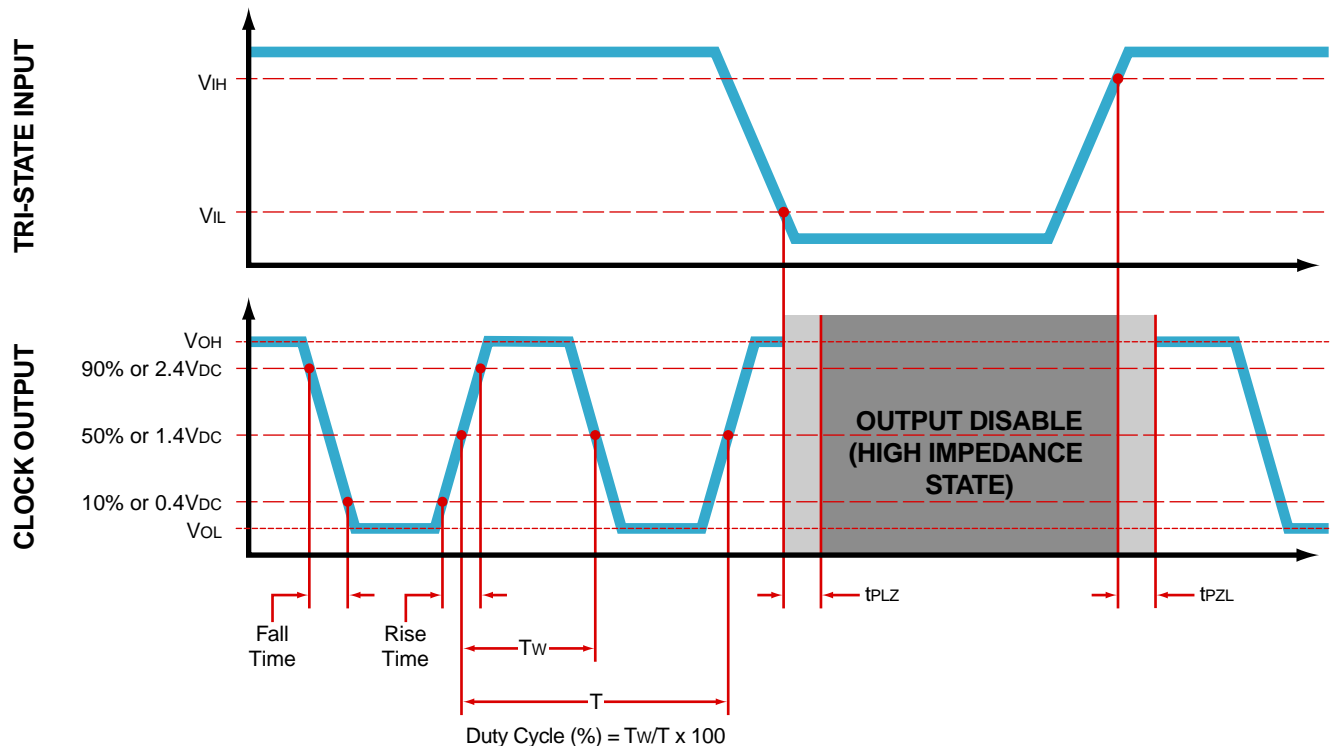 TRI-STATE INPUT
VIH
VIL
CLOCK OUTPUT
VOH
90% or 2.4VDC
50% or 1.4VDC
10% or 0.4VDC
VOL
OUTPUT DISABLE
(HIGH IMPEDANCE
STATE)
tPLZ
tPZL
Fall
Time
Rise
Time
TW
T
Duty Cycle (%) = TW/T x 100